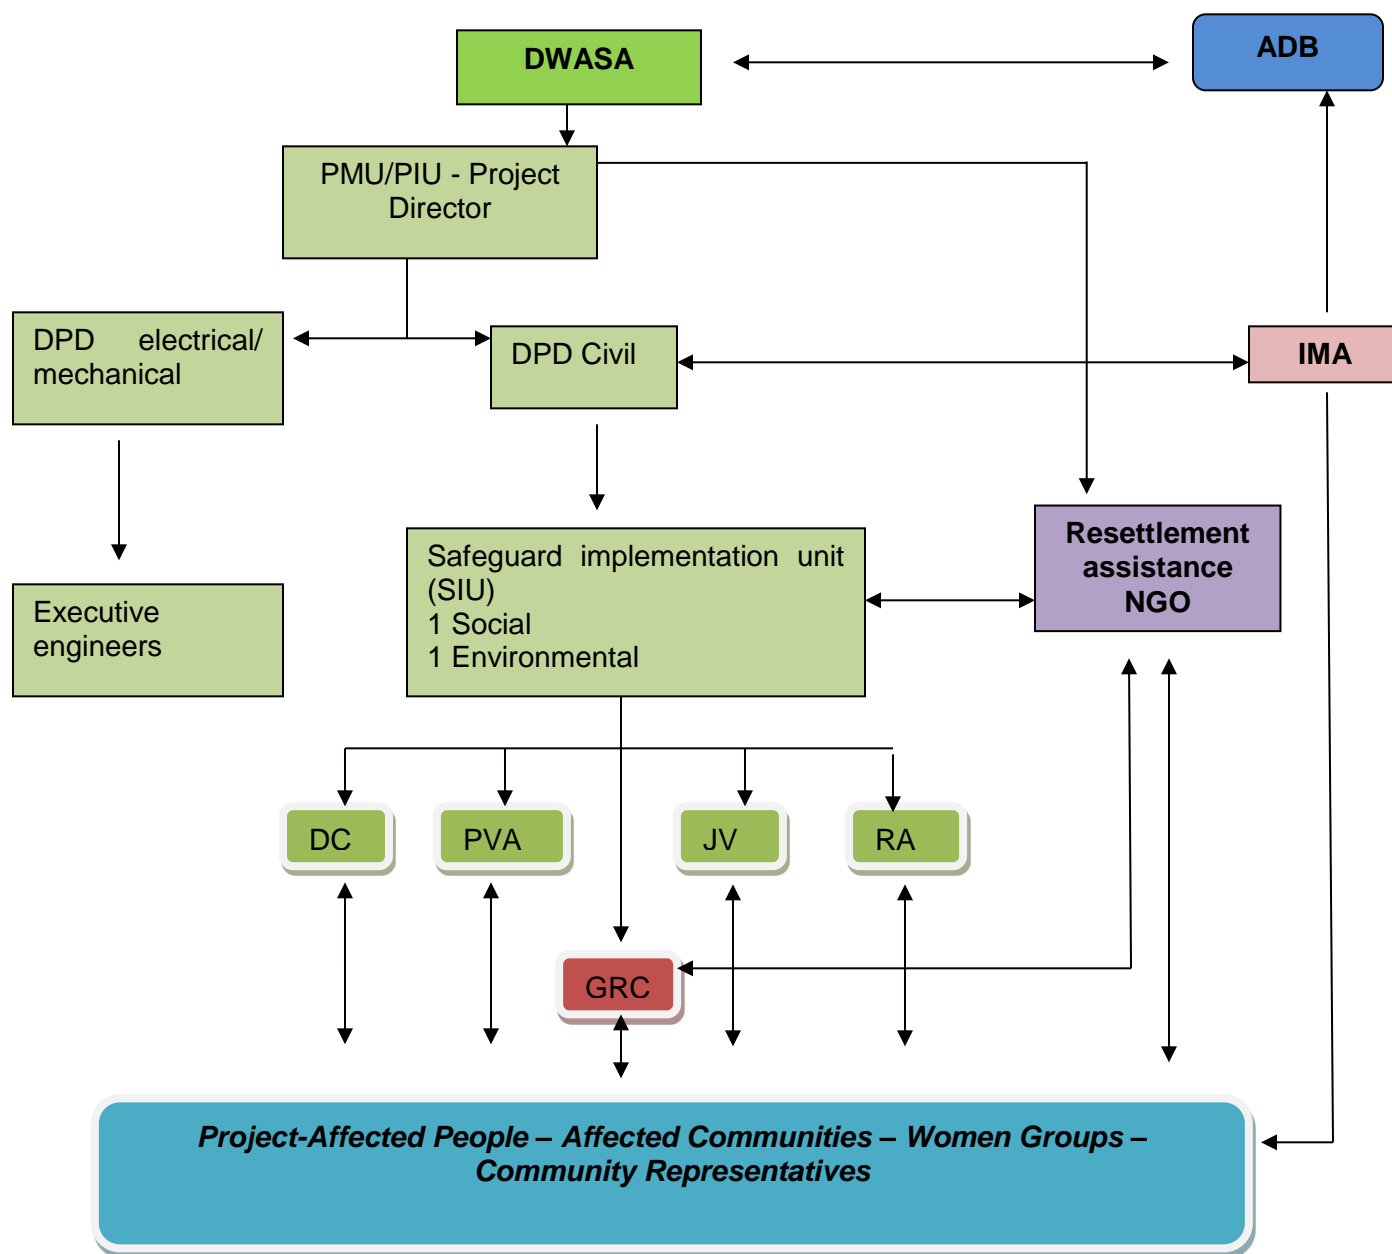 DWASA
ADB
PMU/PIU - Project
Director
DPD electrical/
mechanical
DPD Civil
IMA
Resettlement
assistance
NGO
Safeguard implementation unit
(SIU)
1 Social
1 Environmental
Executive
engineers
DC
PVA
JV
RA
GRC
Project-Affected People – Affected Communities – Women Groups –
Community Representatives